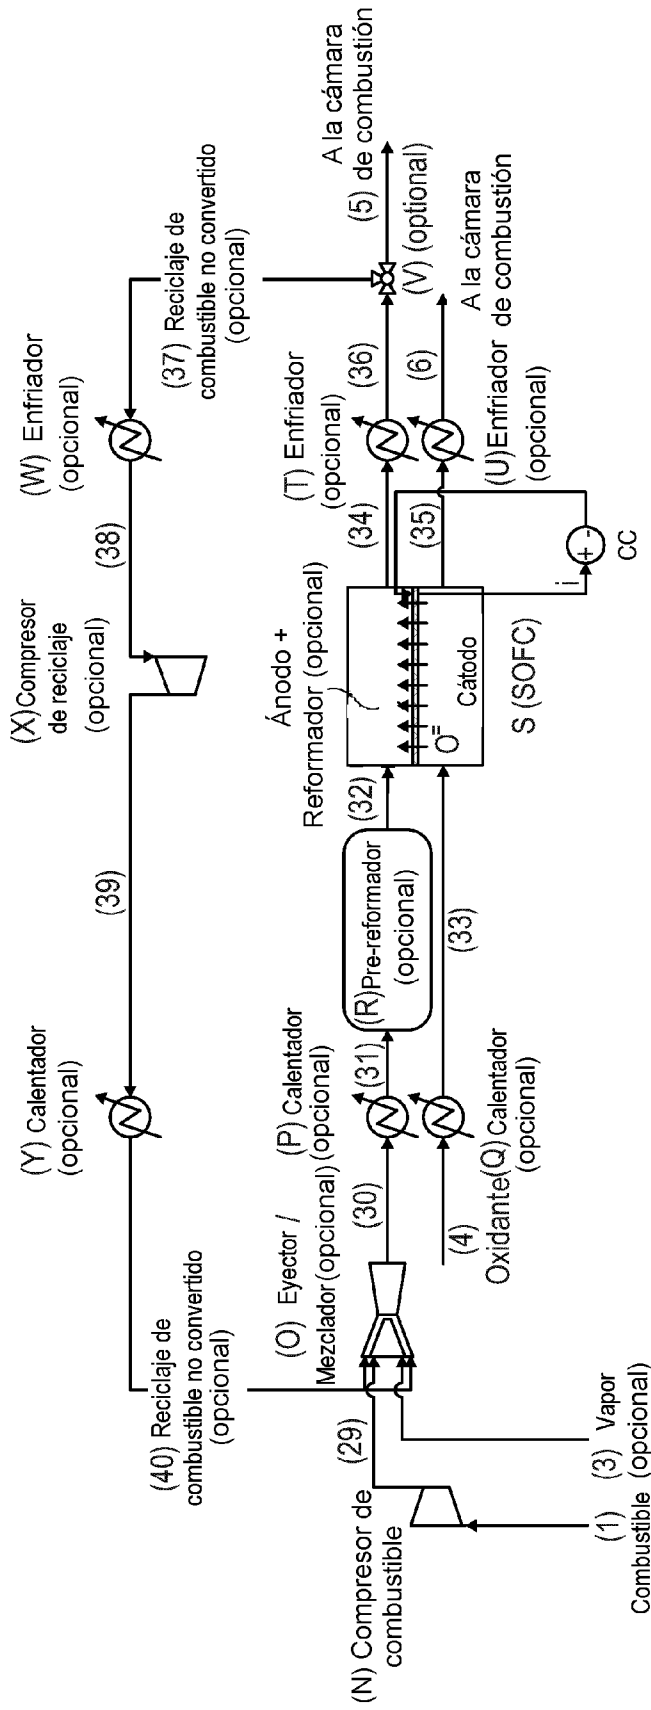 (W) Enfriador
(opcional)
(37) Reciclaje de
combustible no convertido
(opcional)
(38)
(X) Compresor
de reciclaje
(opcional)
(39)
(Y) Calentador
(opcional)
(40) Reciclaje de
combustible no convertido
(opcional)
(N) Compresor de
combustible
(29)
(1)
Combustible
(3) Vapor
(opcional)
(O) Eyector /
Mezclador (opcional)
(30)
(P) Calentador
(opcional)
(31)
(4)
Oxidante
(Q) Calentador
(opcional)
(R) Pre-reformador
(opcional)
(32)
(33)
Ánodo +
Reformador (opcional)
O=
Cátodo
S (SOFC)
(34)
(35)
i
+ -
CC
(T) Enfriador
(opcional)
(U) Enfriador
(opcional)
(36)
(6)
(V) (optional)
(5)
A la cámara
de combustión
A la cámara
de combustión